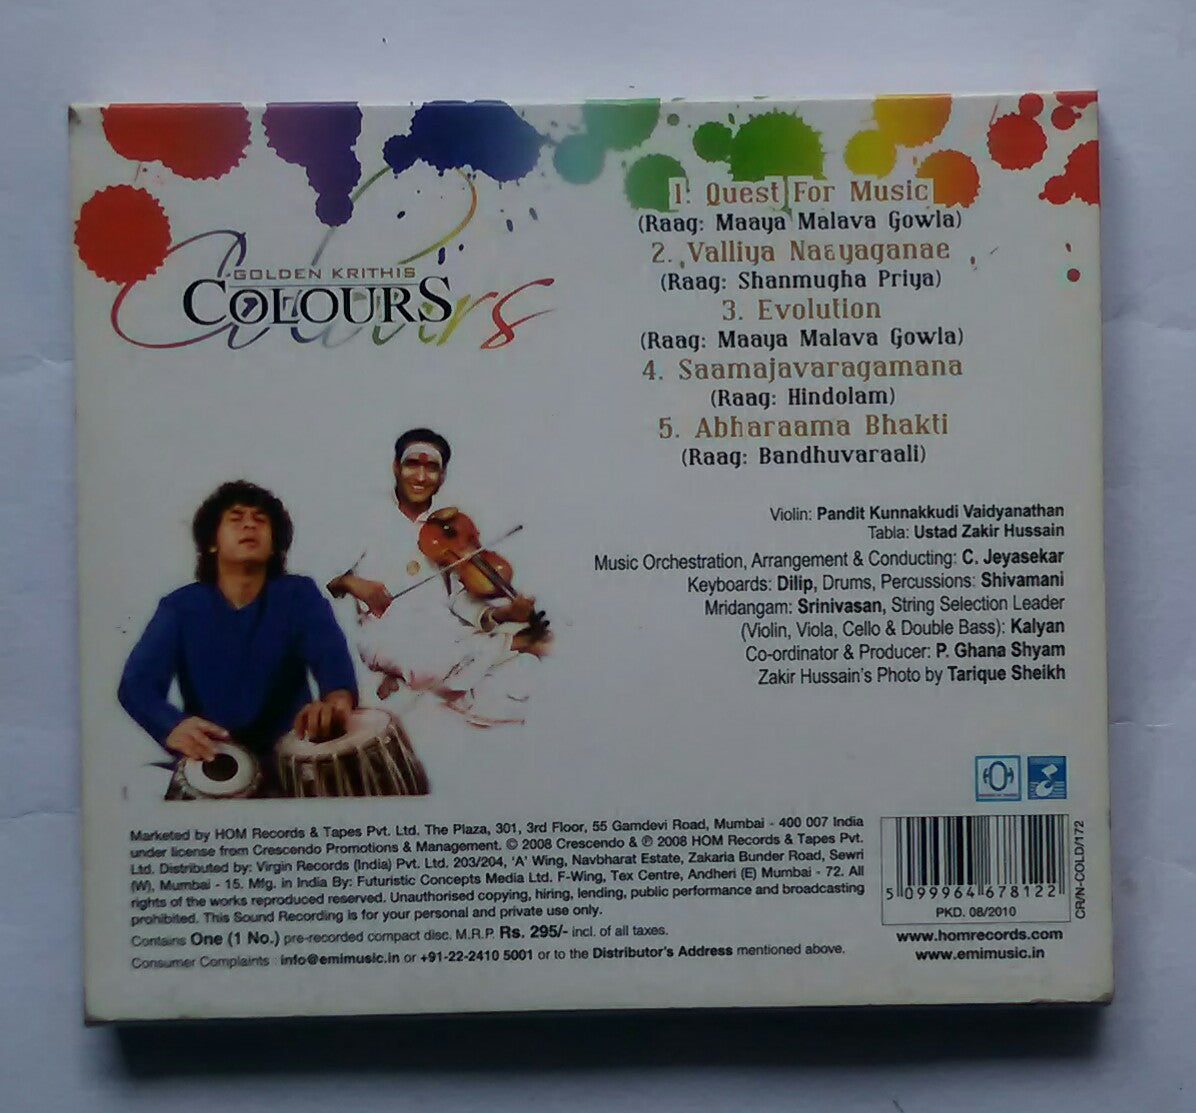 GOLDEN KRITHIS
COLOURS
Colours
1. Quest For Music
(Raag: Maaya Malava Gowla)
2. Valliya Naayaganae
(Raag: Shanmugha Priya)
3. Evolution
(Raag: Maaya Malava Gowla)
4. Saamajavaragamana
(Raag: Hindolam)
5. Abharaama Bhakti
(Raag: Bandhuvaraali)
Violin: Pandit Kunnakkudi Vaidyanathan
Tabla: Ustad Zakir Hussain
Music Orchestration, Arrangement & Conducting: C. Jeyasekar
Keyboards: Dilip, Drums, Percussions: Shivamani
Mridangam: Srinivasan, String Selection Leader
(Violin, Viola, Cello & Double Bass): Kalyan
Co-ordinator & Producer: P. Ghana Shyam
Zakir Hussain's Photo by Tarique Sheikh
Marketed by HOM Records & Tapes Pvt. Ltd. The Plaza, 301, 3rd Floor, 55 Gamdevi Road, Mumbai - 400 007 India
under license from Crescendo Promotions & Management. © 2008 Crescendo & ℗ 2008 HOM Records & Tapes Pvt.
Ltd. Distributed by: Virgin Records (India) Pvt. Ltd. 203/204, 'A' Wing, Navbharat Estate, Zakaria Bunder Road, Sewri
(W), Mumbai - 15. Mfg. in India By: Futuristic Concepts Media Ltd. F-Wing, Tex Centre, Andheri (E) Mumbai - 72. All
rights of the works reproduced reserved. Unauthorised copying, hiring, lending, public performance and broadcasting
prohibited. This Sound Recording is for your personal and private use only.
Contains One (1 No.) pre-recorded compact disc. M.R.P. Rs. 295/- incl. of all taxes.
Consumer Complaints : info@emimusic.in or +91-22-2410 5001 or to the Distributor's Address mentioned above.
5 099964 678122
PKD. 08/2010
CR/N-COLD/172
www.homrecords.com
www.emimusic.in